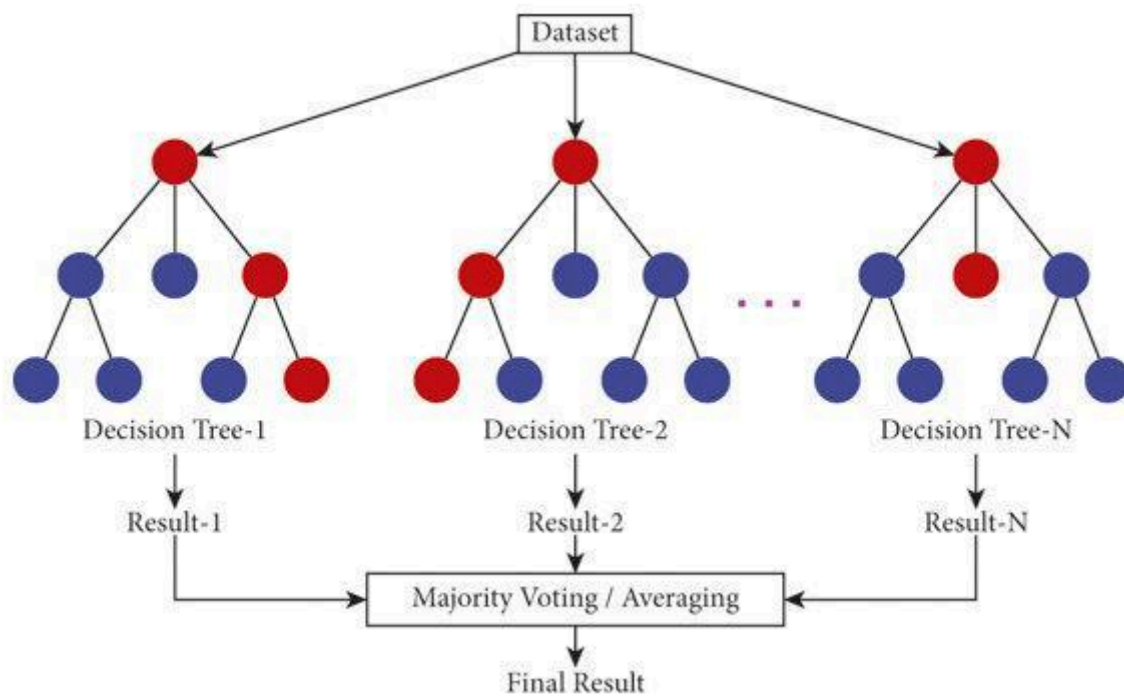 Dataset
Decision Tree-1
Decision Tree-2
Decision Tree-N
Result-1
Result-2
Result-N
Majority Voting / Averaging
Final Result